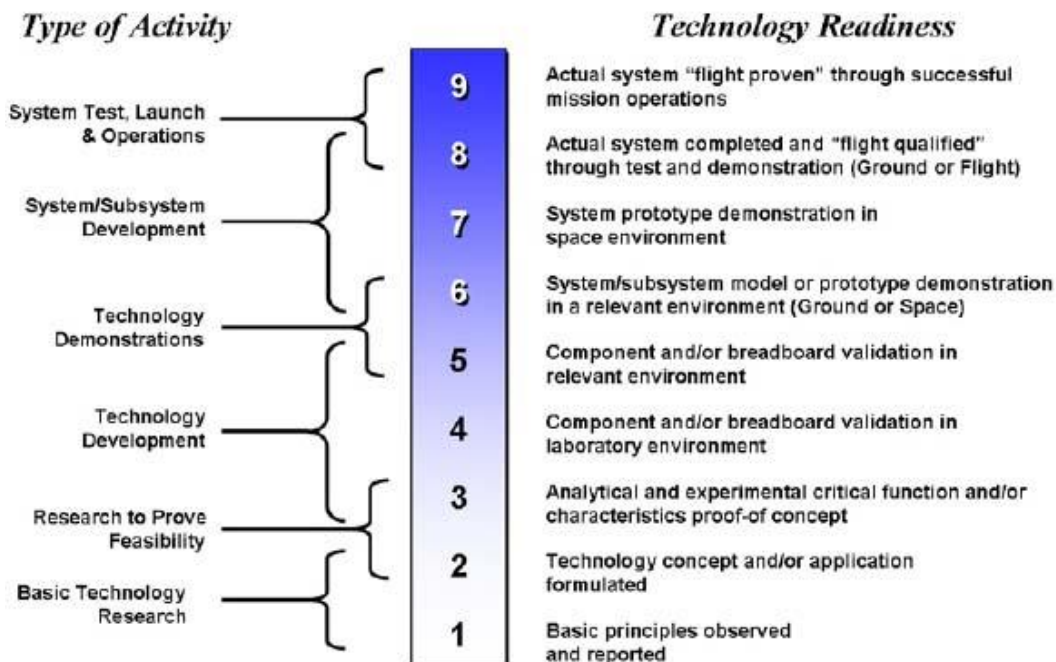 Type of Activity
Technology Readiness
System Test, Launch
& Operations
System/Subsystem
Development
Technology
Demonstrations
Technology
Development
Research to Prove
Feasibility
Basic Technology
Research
9
8
7
6
5
4
3
2
1
Actual system “flight proven” through successful
mission operations
Actual system completed and “flight qualified”
through test and demonstration (Ground or Flight)
System prototype demonstration in
space environment
System/subsystem model or prototype demonstration
in a relevant environment (Ground or Space)
Component and/or breadboard validation in
relevant environment
Component and/or breadboard validation in
laboratory environment
Analytical and experimental critical function and/or
characteristics proof-of concept
Technology concept and/or application
formulated
Basic principles observed
and reported